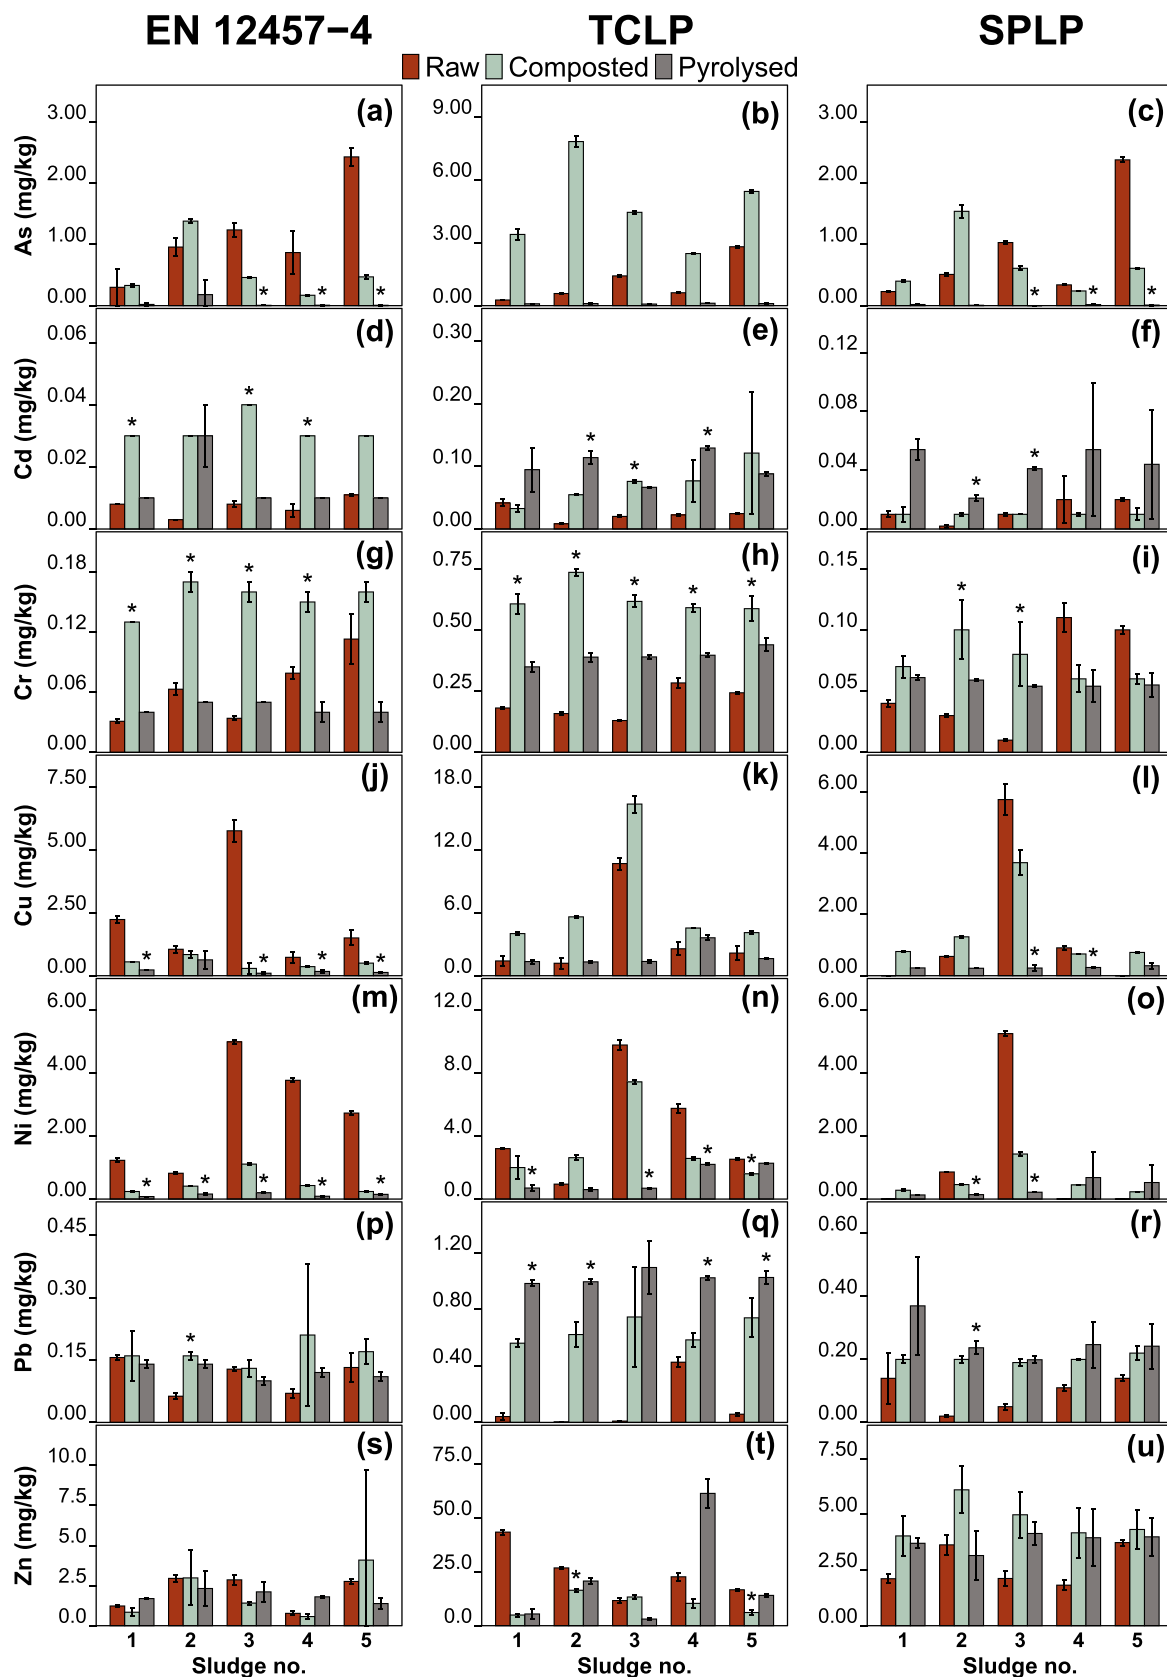 EN 12457−4 TCLP SPLP
Raw Composted Pyrolysed
As (mg/kg)
3.00
2.00
1.00
0.00
(a)
* * *
9.00
6.00
3.00
0.00
(b)
3.00
2.00
1.00
0.00
(c)
* * *
Cd (mg/kg)
0.06
0.04
0.02
0.00
(d)
* * *
0.30
0.20
0.10
0.00
(e)
* * *
0.12
0.08
0.04
0.00
(f)
* *
Cr (mg/kg)
0.18
0.12
0.06
0.00
(g)
* * * *
0.75
0.50
0.25
0.00
(h)
* * * * *
0.15
0.10
0.05
0.00
(i)
* *
Cu (mg/kg)
7.50
5.00
2.50
0.00
(j)
* * * *
18.0
12.0
6.0
0.0
(k)
6.00
4.00
2.00
0.00
(l)
* *
Ni (mg/kg)
6.00
4.00
2.00
0.00
(m)
* * * * *
12.0
8.0
4.0
0.0
(n)
* * * *
6.00
4.00
2.00
0.00
(o)
* *
Pb (mg/kg)
0.45
0.30
0.15
0.00
(p)
*
1.20
0.80
0.40
0.00
(q)
* * * *
0.60
0.40
0.20
0.00
(r)
*
Zn (mg/kg)
10.0
7.5
5.0
2.5
0.0
(s)
75.0
50.0
25.0
0.0
(t)
* *
7.50
5.00
2.50
0.00
(u)
1 2 3 4 5 1 2 3 4 5 1 2 3 4 5
Sludge no. Sludge no. Sludge no.